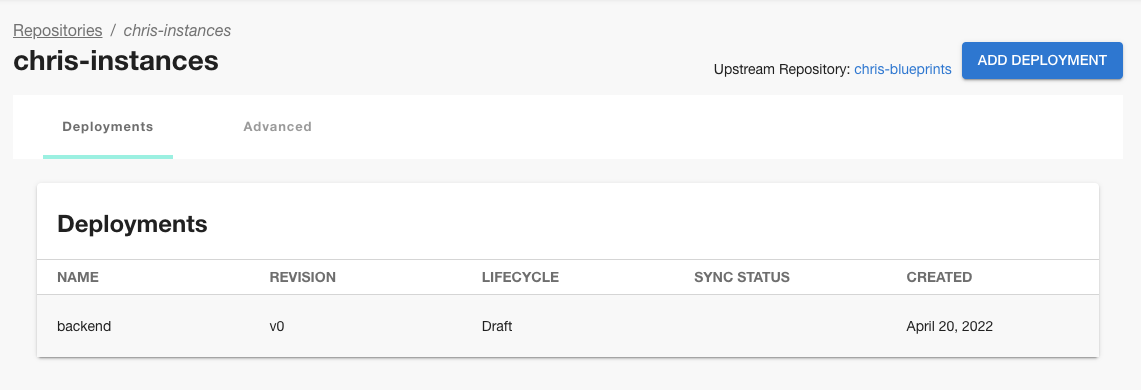 Repositories / chris-instances
chris-instances
Upstream Repository: chris-blueprints
ADD DEPLOYMENT
Deployments Advanced
Deployments
NAME REVISION LIFECYCLE SYNC STATUS CREATED
backend v0 Draft April 20, 2022